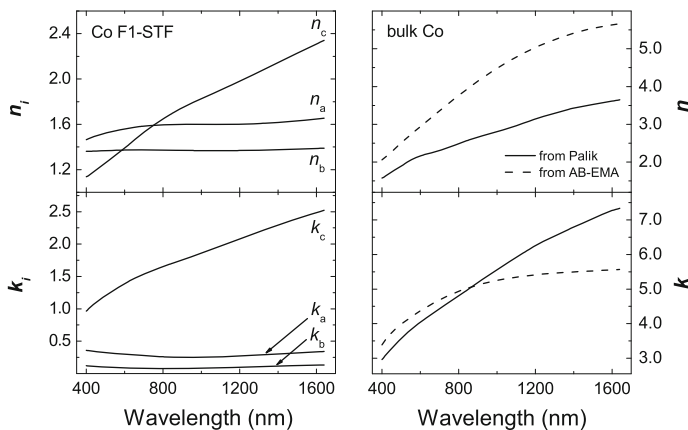 Co F1-STF
n_c
n_a
n_b
n_i
2.4
2.0
1.6
1.2
k_c
k_a
k_b
k_i
2.5
2.0
1.5
1.0
0.5
400
800
1200
1600
Wavelength (nm)
bulk Co
n
5.0
4.0
3.0
2.0
from Palik
from AB-EMA
k
7.0
6.0
5.0
4.0
3.0
400
800
1200
1600
Wavelength (nm)